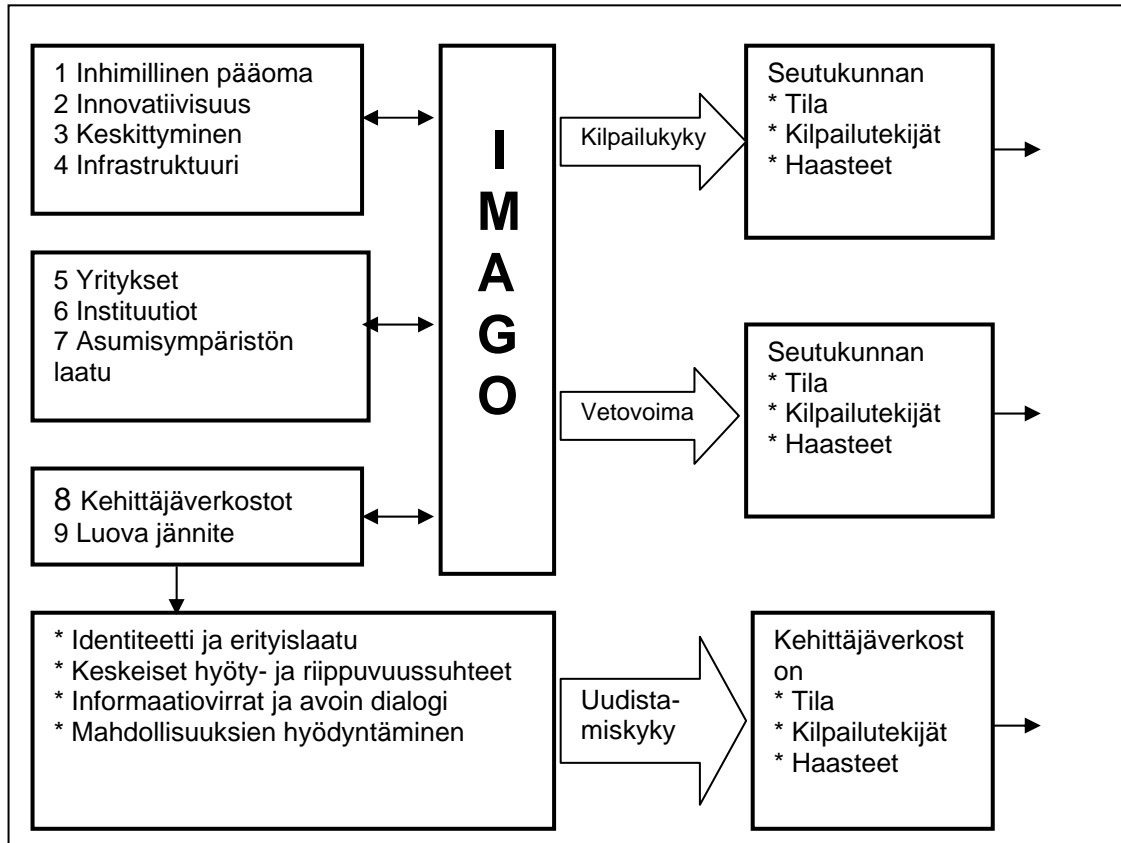 1 Inhimillinen pääoma
2 Innovatiivisuus
3 Keskittyminen
4 Infrastruktuuri
5 Yritykset
6 Instituutiot
7 Asumisympäristön
laatu
8 Kehittäjäverkostot
9 Luova jännite
* Identiteetti ja erityislaatu
* Keskeiset hyöty- ja riippuvuussuhteet
* Informaatiovirrat ja avoin dialogi
* Mahdollisuuksien hyödyntäminen
I
M
A
G
O
Kilpailukyky
Vetovoima
Uudista-
miskyky
Seutukunnan
* Tila
* Kilpailutekijät
* Haasteet
Seutukunnan
* Tila
* Kilpailutekijät
* Haasteet
Kehittäjäverkost
on
* Tila
* Kilpailutekijät
* Haasteet